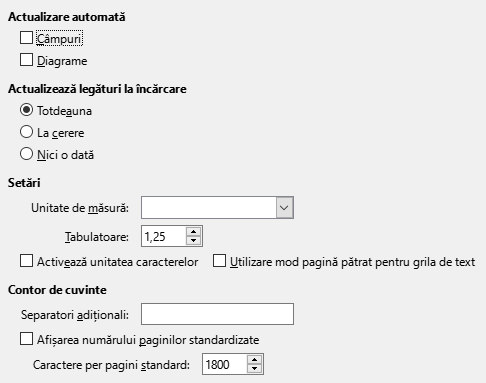 Actualizare automată
Câmpuri
Diagrame
Actualizează legături la încărcare
Totdeauna
La cerere
Nici o dată
Setări
Unitate de măsură:
Tabulatoare: 1,25
Activează unitatea caracterelor Utilizare mod pagină pătrat pentru grila de text
Contor de cuvinte
Separatori adiționali:
Afișarea numărului paginilor standardizate
Caractere per pagini standard: 1800